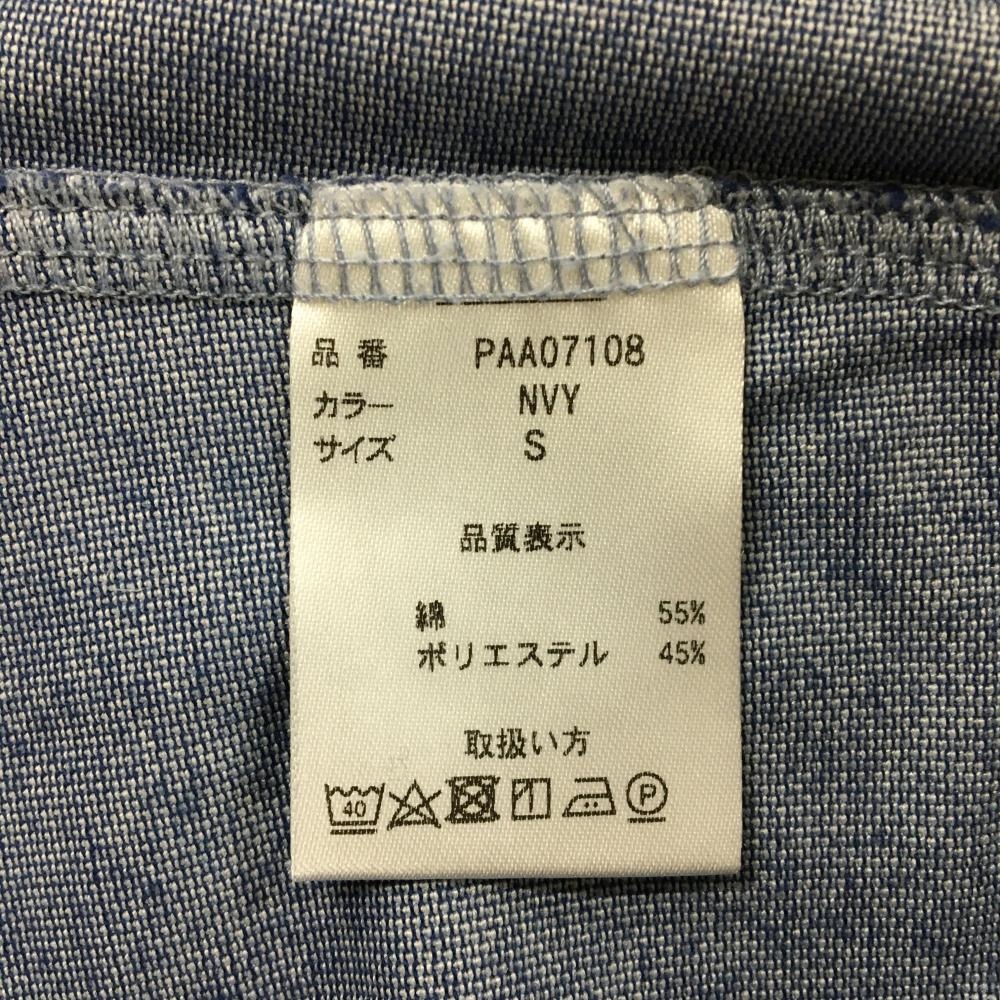 品番 PAA07108
カラー NVY
サイズ S
品質表示
綿 55%
ポリエステル 45%
取扱い方
40 P